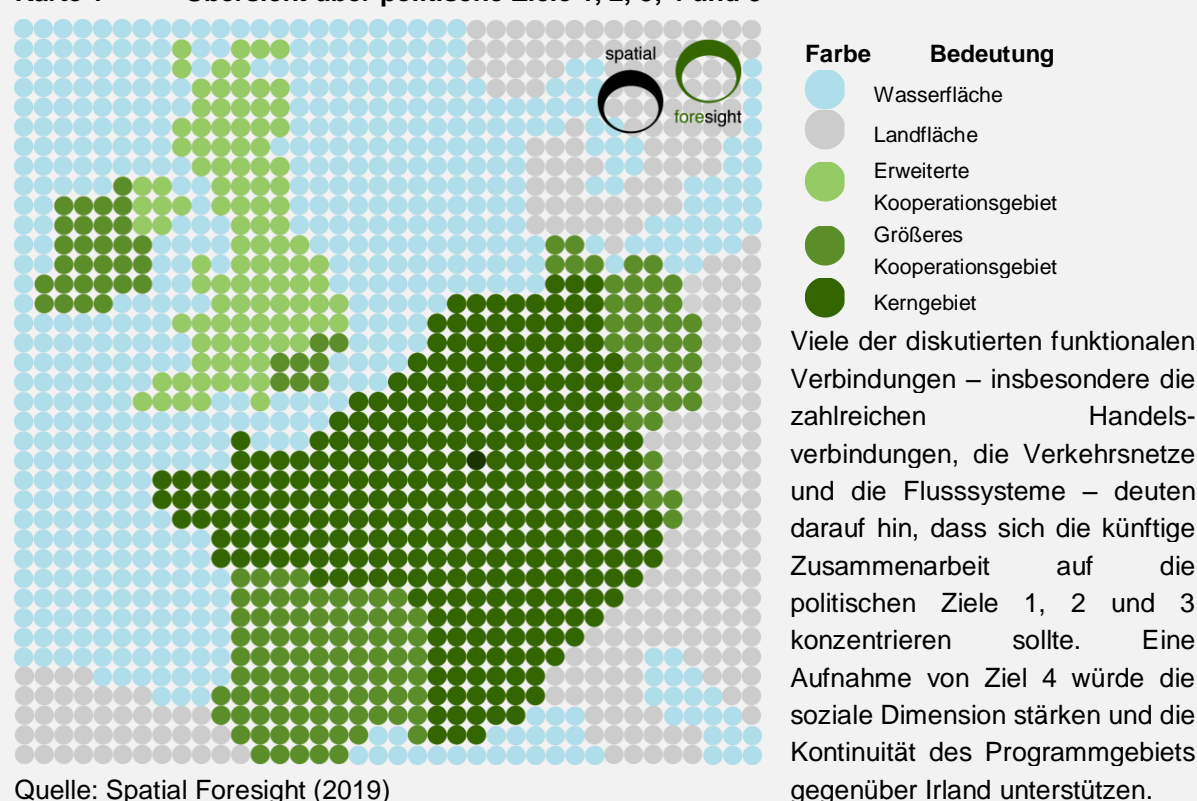 spatial
foresight
Farbe Bedeutung
Wasserfläche
Landfläche
Erweiterte
Kooperationsgebiet
Größeres
Kooperationsgebiet
Kerngebiet
Viele der diskutierten funktionalen
Verbindungen – insbesondere die
zahlreichen Handels-
verbindungen, die Verkehrsnetze
und die Flusssysteme – deuten
darauf hin, dass sich die künftige
Zusammenarbeit auf die
politischen Ziele 1, 2 und 3
konzentrieren sollte. Eine
Aufnahme von Ziel 4 würde die
soziale Dimension stärken und die
Kontinuität des Programmgebiets
gegenüber Irland unterstützen.
Quelle: Spatial Foresight (2019)